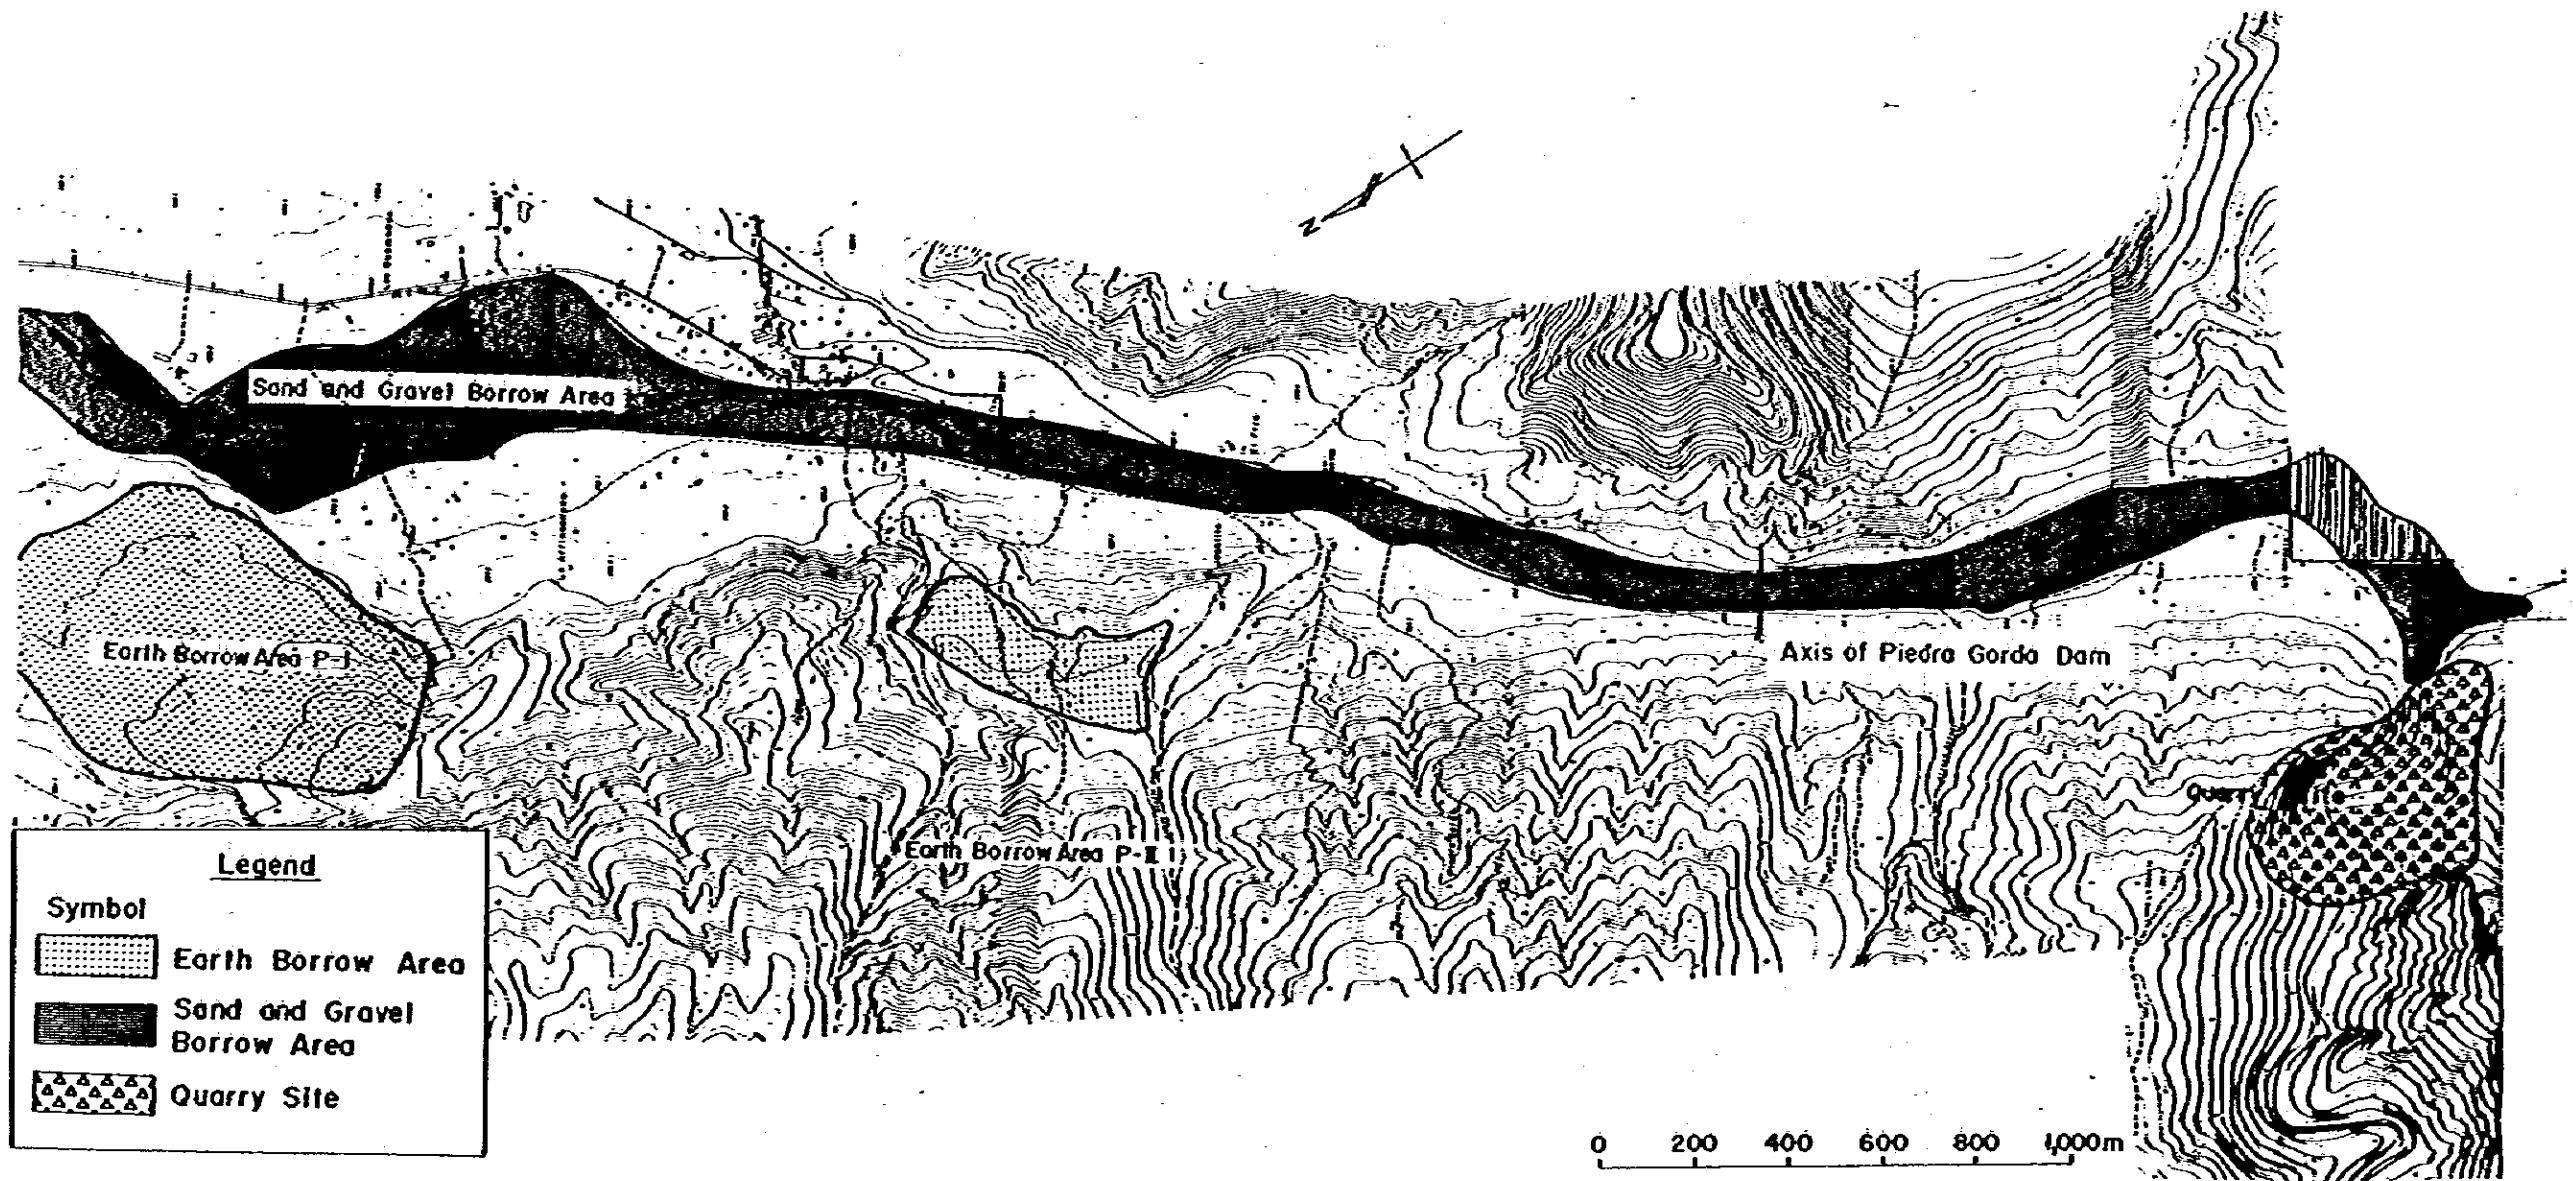 N
Sand and Gravel Borrow Area
Axis of Piedra Gorda Dam
Earth Borrow Area P-I
Quarry
Earth Borrow Area P-II
Legend
Symbol
Earth Borrow Area
Sand and Gravel
Borrow Area
Quarry Site
0 200 400 600 800 1,000m